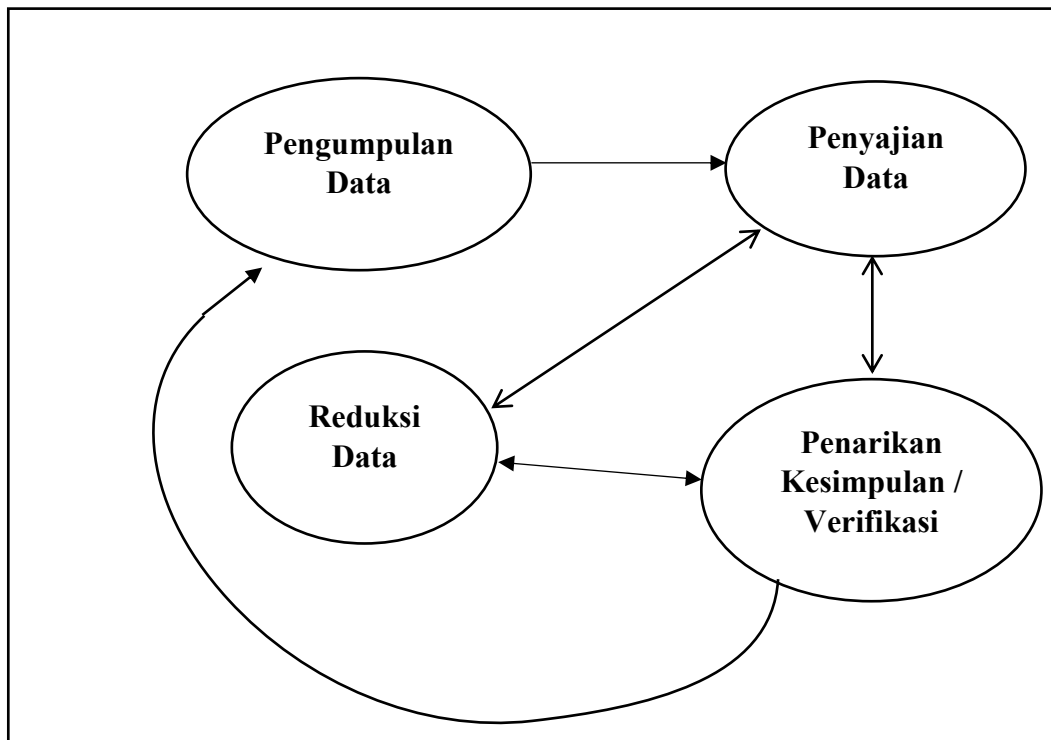 Pengumpulan
Data
Penyajian
Data
Reduksi
Data
Penarikan
Kesimpulan /
Verifikasi